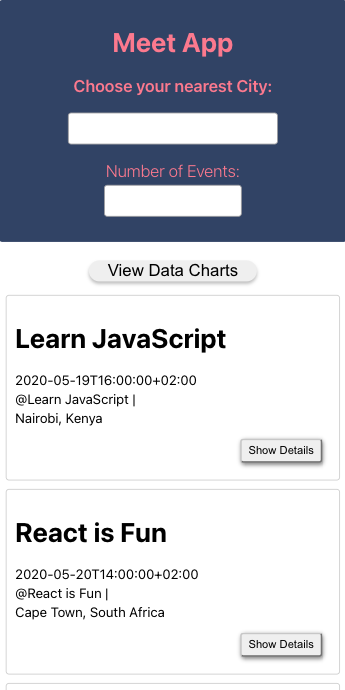 Meet App
Choose your nearest City:
Number of Events:
View Data Charts
Learn JavaScript
2020-05-19T16:00:00+02:00
@Learn JavaScript |
Nairobi, Kenya
Show Details
React is Fun
2020-05-20T14:00:00+02:00
@React is Fun |
Cape Town, South Africa
Show Details